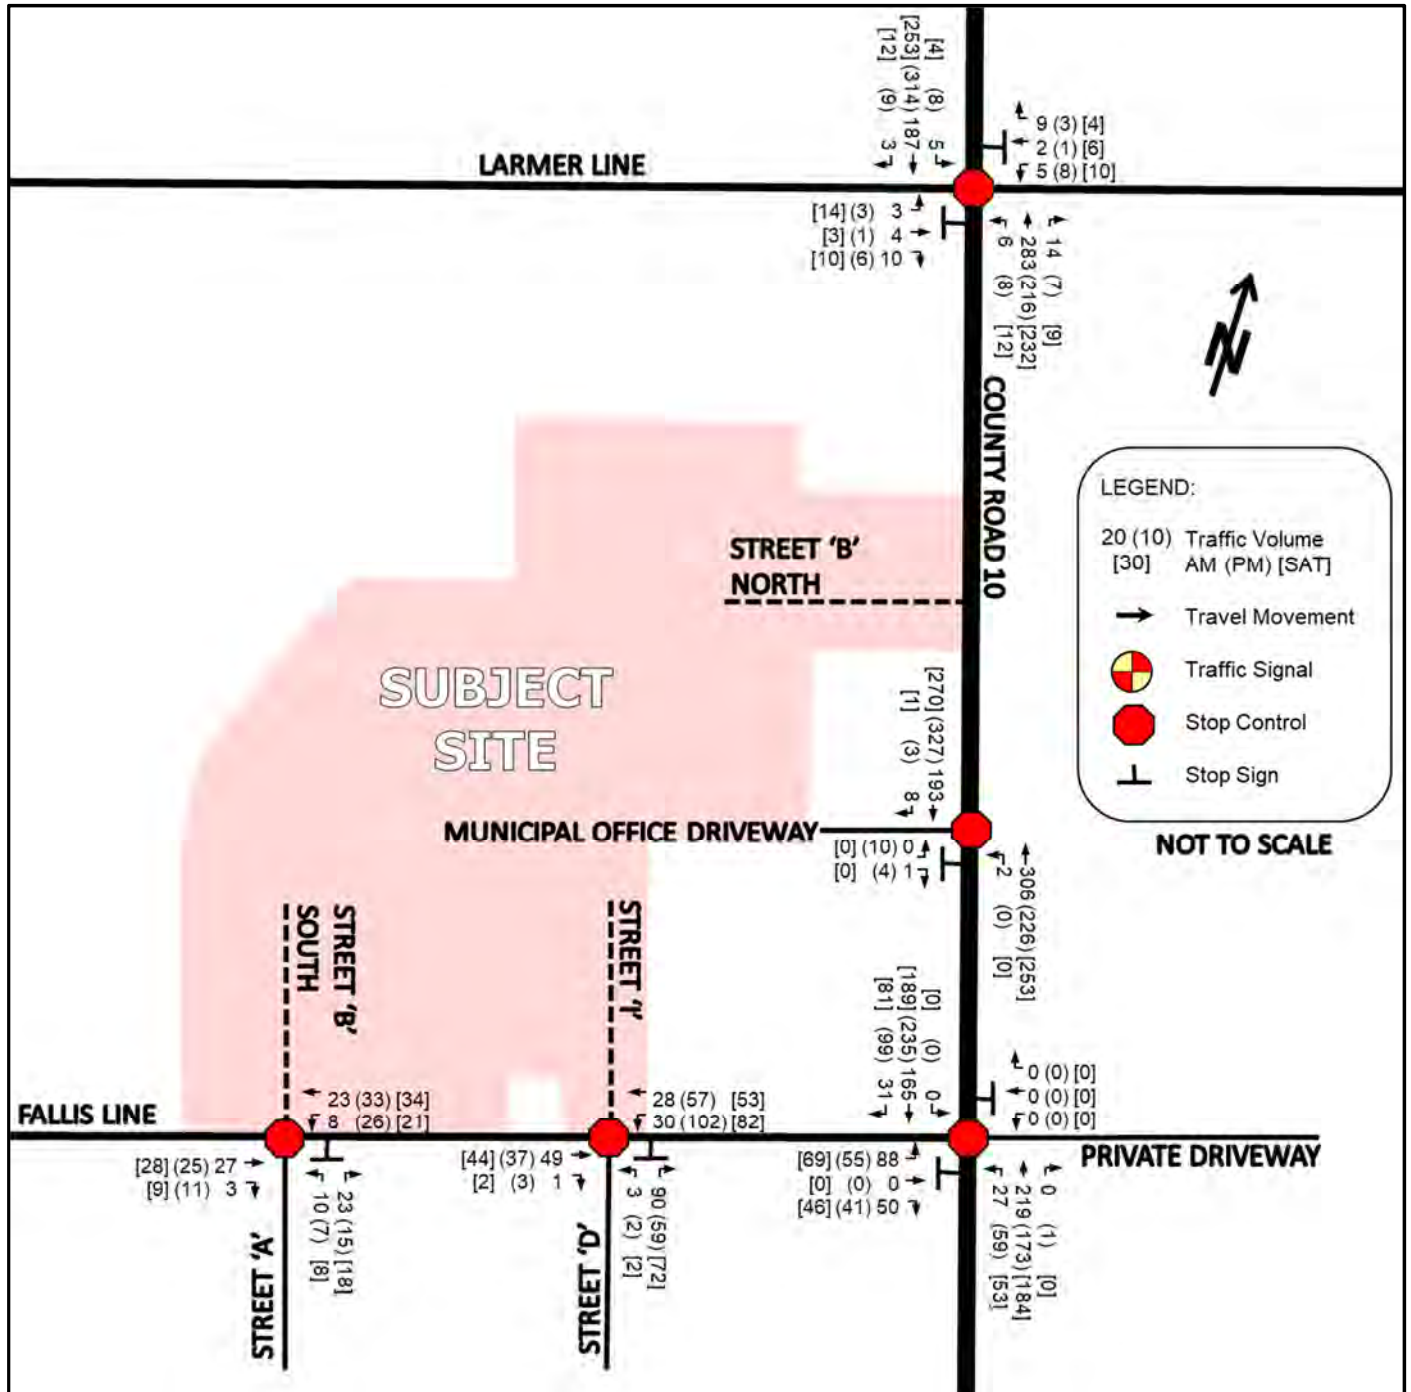 [4] (8) 5
[253] (314) 187
[12] (9) 3
9 (3) [4]
2 (1) [6]
5 (8) [10]
LARMER LINE
[14] (3) 3
[3] (1) 4
[10] (6) 10
14 (7) [9]
283 (216) [232]
6 (8) [12]
COUNTY ROAD 10
N
LEGEND:
20 (10) Traffic Volume
[30] AM (PM) [SAT]
Travel Movement
Traffic Signal
Stop Control
Stop Sign
NOT TO SCALE
STREET 'B'
NORTH
SUBJECT
SITE
[270] (327) 193
[1] (3) 8
MUNICIPAL OFFICE DRIVEWAY
[0] (10) 0
[0] (4) 1
306 (226) [253]
2 (0) [0]
STREET 'B'
SOUTH
STREET 'I'
[0] (0) 0
[189] (235) 165
[81] (99) 31
0 (0) [0]
0 (0) [0]
0 (0) [0]
FALLIS LINE
23 (33) [34]
8 (26) [21]
28 (57) [53]
30 (102) [82]
PRIVATE DRIVEWAY
[28] (25) 27
[9] (11) 3
23 (15) [18]
10 (7) [8]
[44] (37) 49
[2] (3) 1
90 (59) [72]
3 (2) [2]
[69] (55) 88
[0] (0) 0
[46] (41) 50
0 (1) [0]
219 (173) [184]
27 (59) [53]
STREET 'A'
STREET 'D'